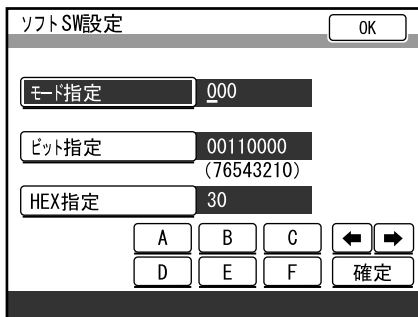 ソフトSW設定 OK
モード指定 000
ビット指定 00110000
(76543210)
HEX指定 30
A B C ← →
D E F 確定